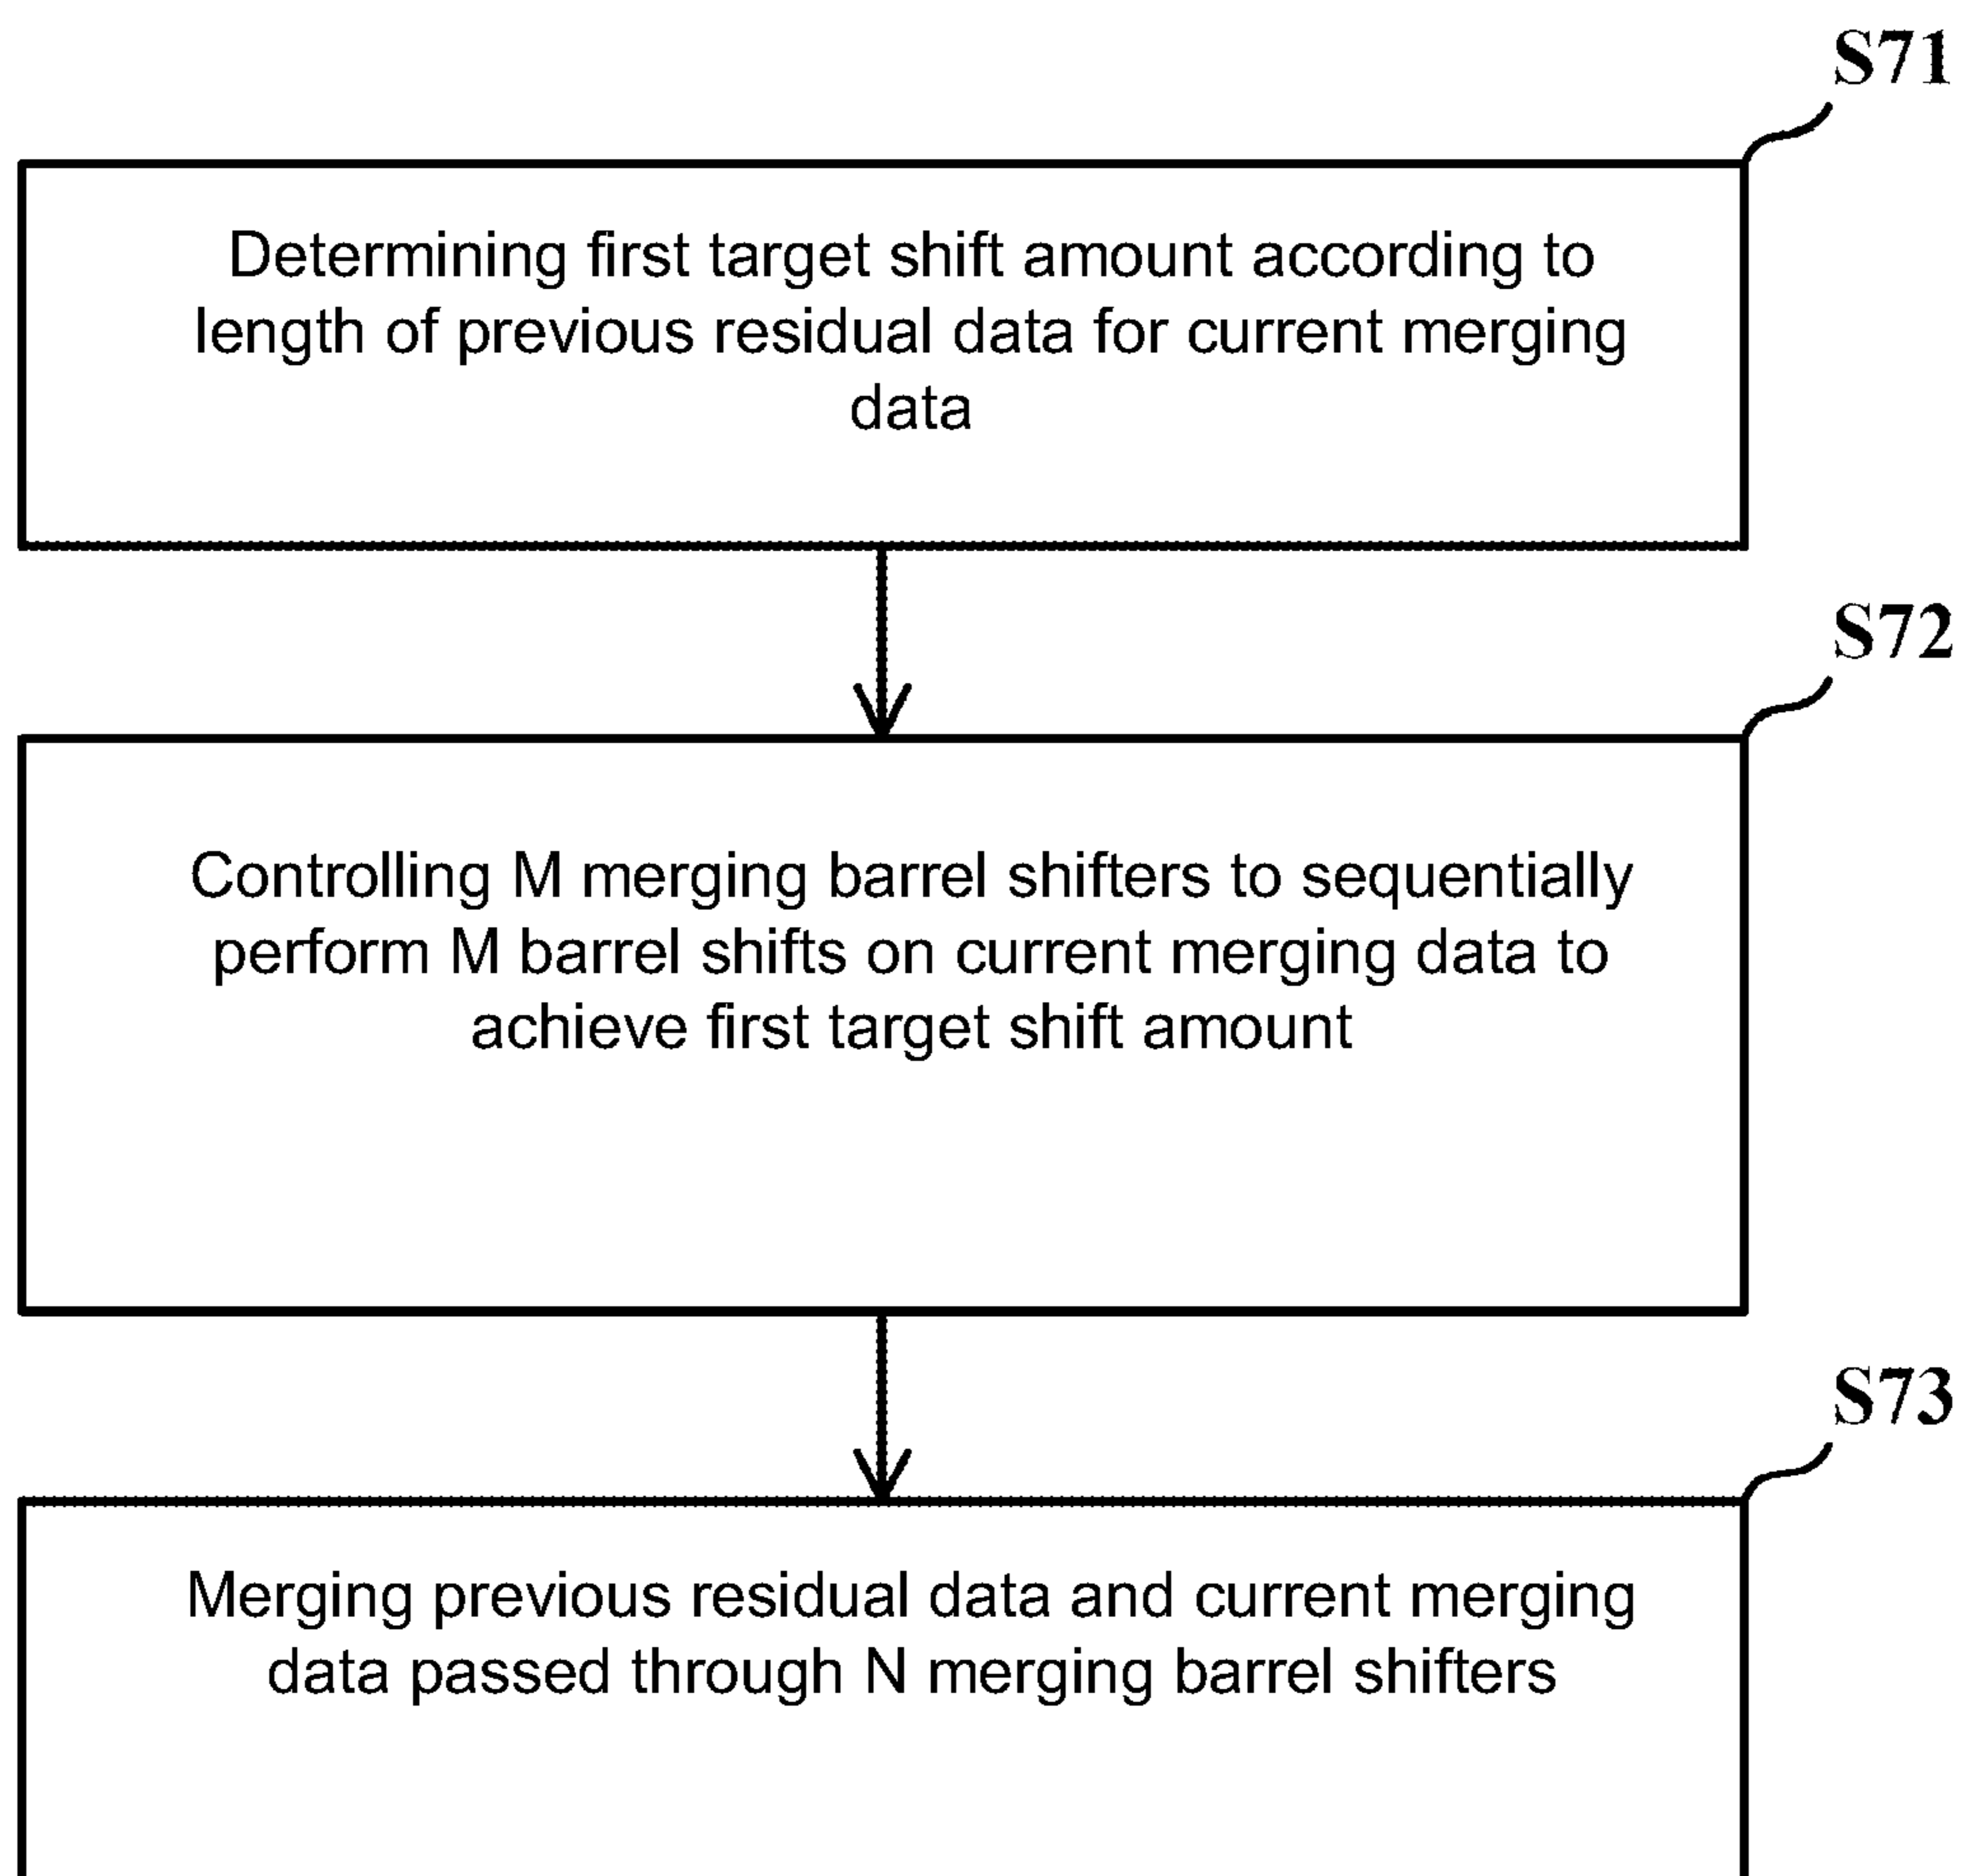 S71
Determining first target shift amount according to
length of previous residual data for current merging
data
S72
Controlling M merging barrel shifters to sequentially
perform M barrel shifts on current merging data to
achieve first target shift amount
S73
Merging previous residual data and current merging
data passed through N merging barrel shifters